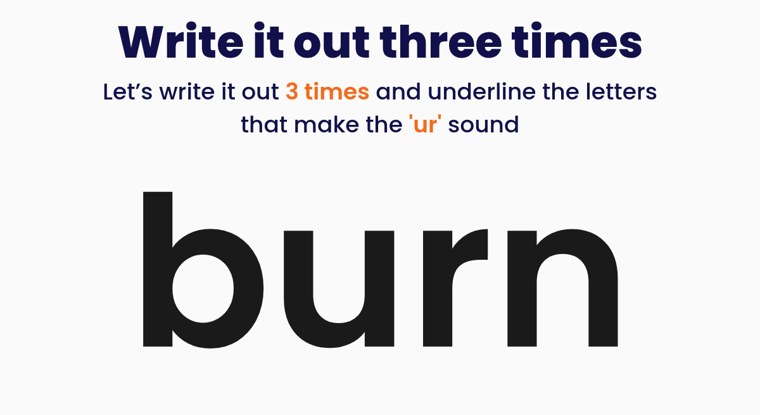 Write it out three times
Let’s write it out 3 times and underline the letters
that make the 'ur' sound
burn